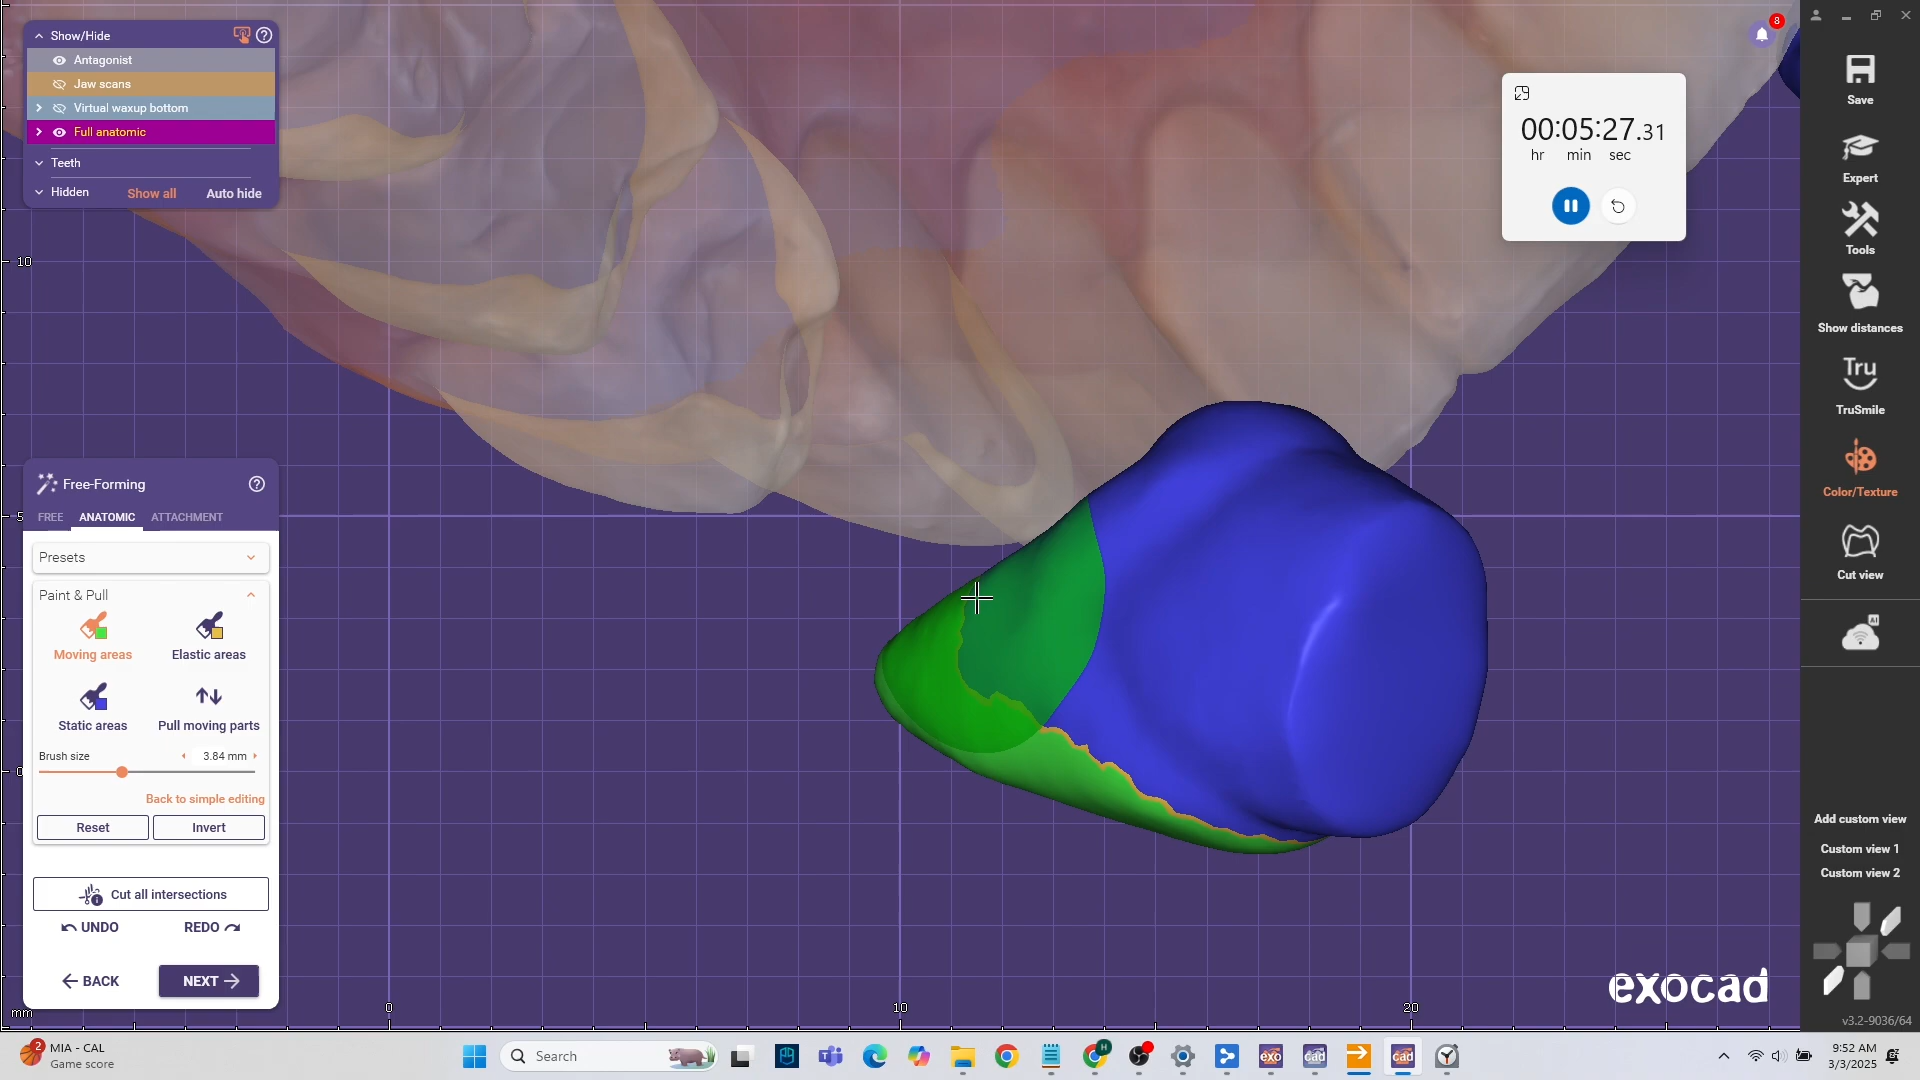 Show/Hide
Antagonist
Jaw scans
Virtual waxup bottom
Full anatomic
Teeth
Hidden Show all Auto hide
10
5
0
mm
0 10 20
Free-Forming
FREE ANATOMIC ATTACHMENT
Presets
Paint & Pull
Moving areas Elastic areas
Static areas Pull moving parts
Brush size 3.84 mm
Back to simple editing
Reset Invert
Cut all intersections
UNDO REDO
BACK NEXT
00:05:27.31
hr min sec
8
Save
Expert
Tools
Show distances
Tru
TruSmile
Color/Texture
Cut view
AI
Add custom view
Custom view 1
Custom view 2
exocad
v3.2-9036/64
2
MIA - CAL
Game score
Search
H
exo
cad
cad
9:52 AM
3/3/2025